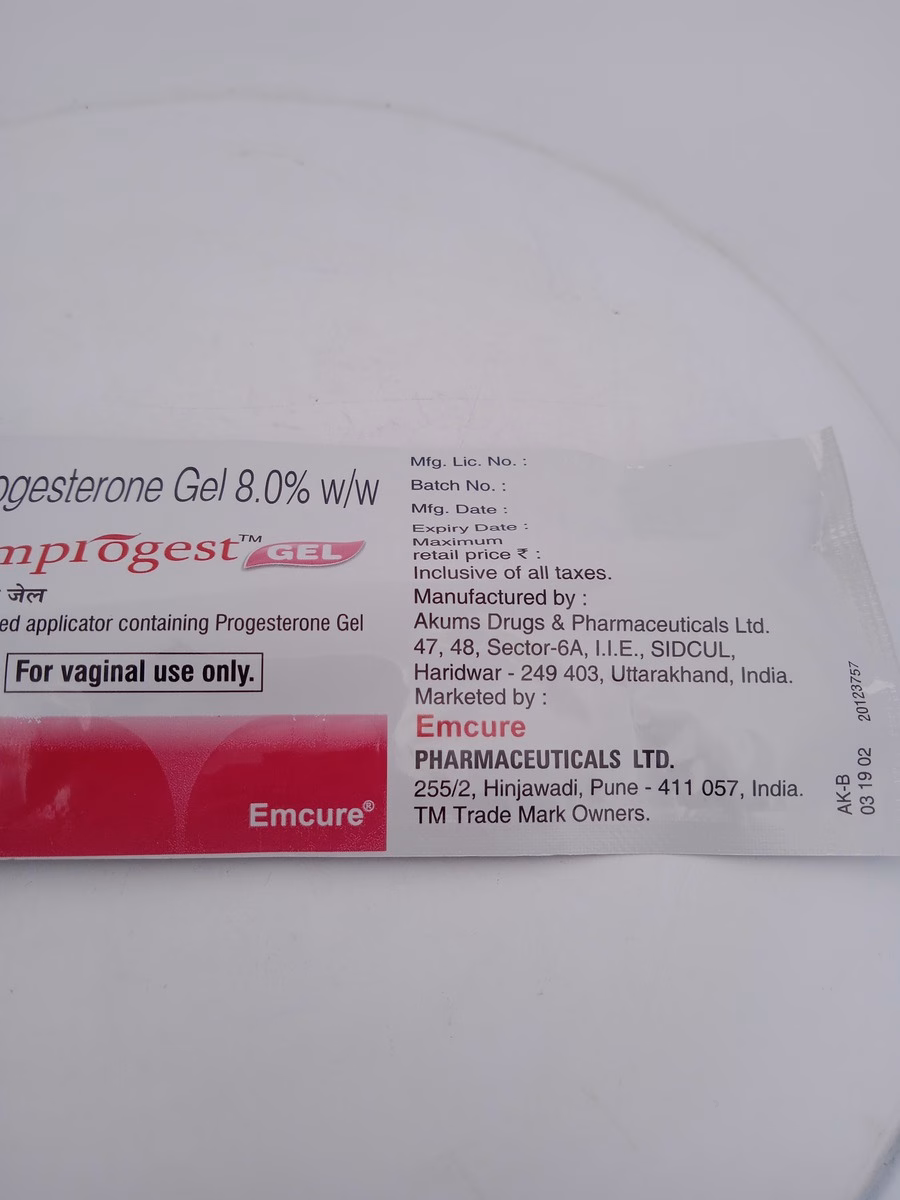 ogesterone Gel 8.0% w/w
mprōgest™ GEL
जेल
ed applicator containing Progesterone Gel
For vaginal use only.
Emcure®
Mfg. Lic. No. :
Batch No. :
Mfg. Date :
Expiry Date :
Maximum
retail price ₹ :
Inclusive of all taxes.
Manufactured by :
Akums Drugs & Pharmaceuticals Ltd.
47, 48, Sector-6A, I.I.E., SIDCUL,
Haridwar - 249 403, Uttarakhand, India.
Marketed by :
Emcure
PHARMACEUTICALS LTD.
255/2, Hinjawadi, Pune - 411 057, India.
TM Trade Mark Owners.
AK-B
03 19 02 20123757